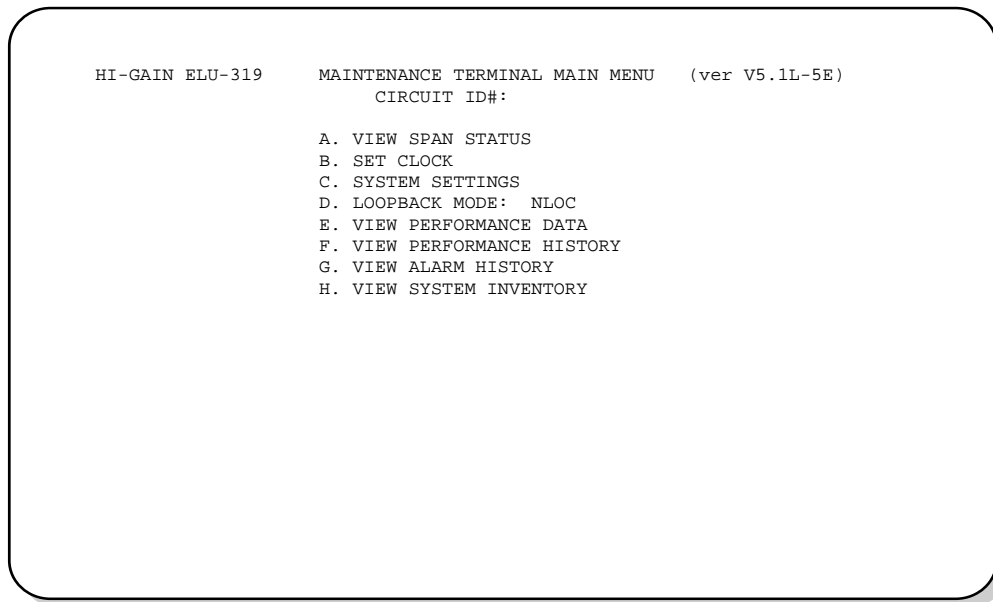 HI-GAIN ELU-319 MAINTENANCE TERMINAL MAIN MENU (ver V5.1L-5E)
CIRCUIT ID#:
A. VIEW SPAN STATUS
B. SET CLOCK
C. SYSTEM SETTINGS
D. LOOPBACK MODE: NLOC
E. VIEW PERFORMANCE DATA
F. VIEW PERFORMANCE HISTORY
G. VIEW ALARM HISTORY
H. VIEW SYSTEM INVENTORY